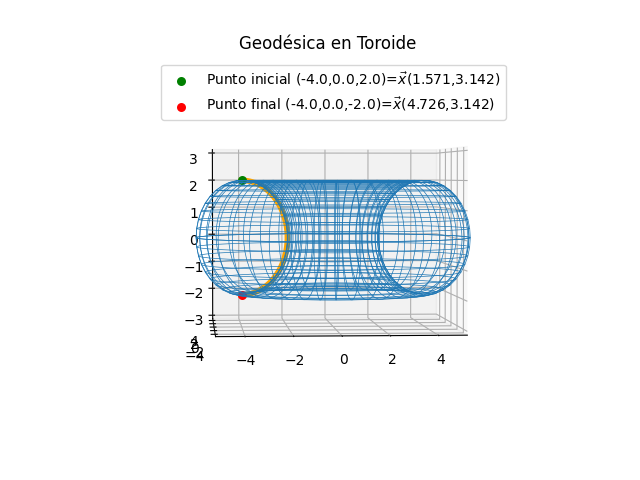 Geodésica en Toroide
Punto inicial (-4.0,0.0,2.0)=x⃗(1.571,3.142)
Punto final (-4.0,0.0,-2.0)=x⃗(4.726,3.142)
3
2
1
0
−1
−2
−3
−4
−4 −2 0 2 4